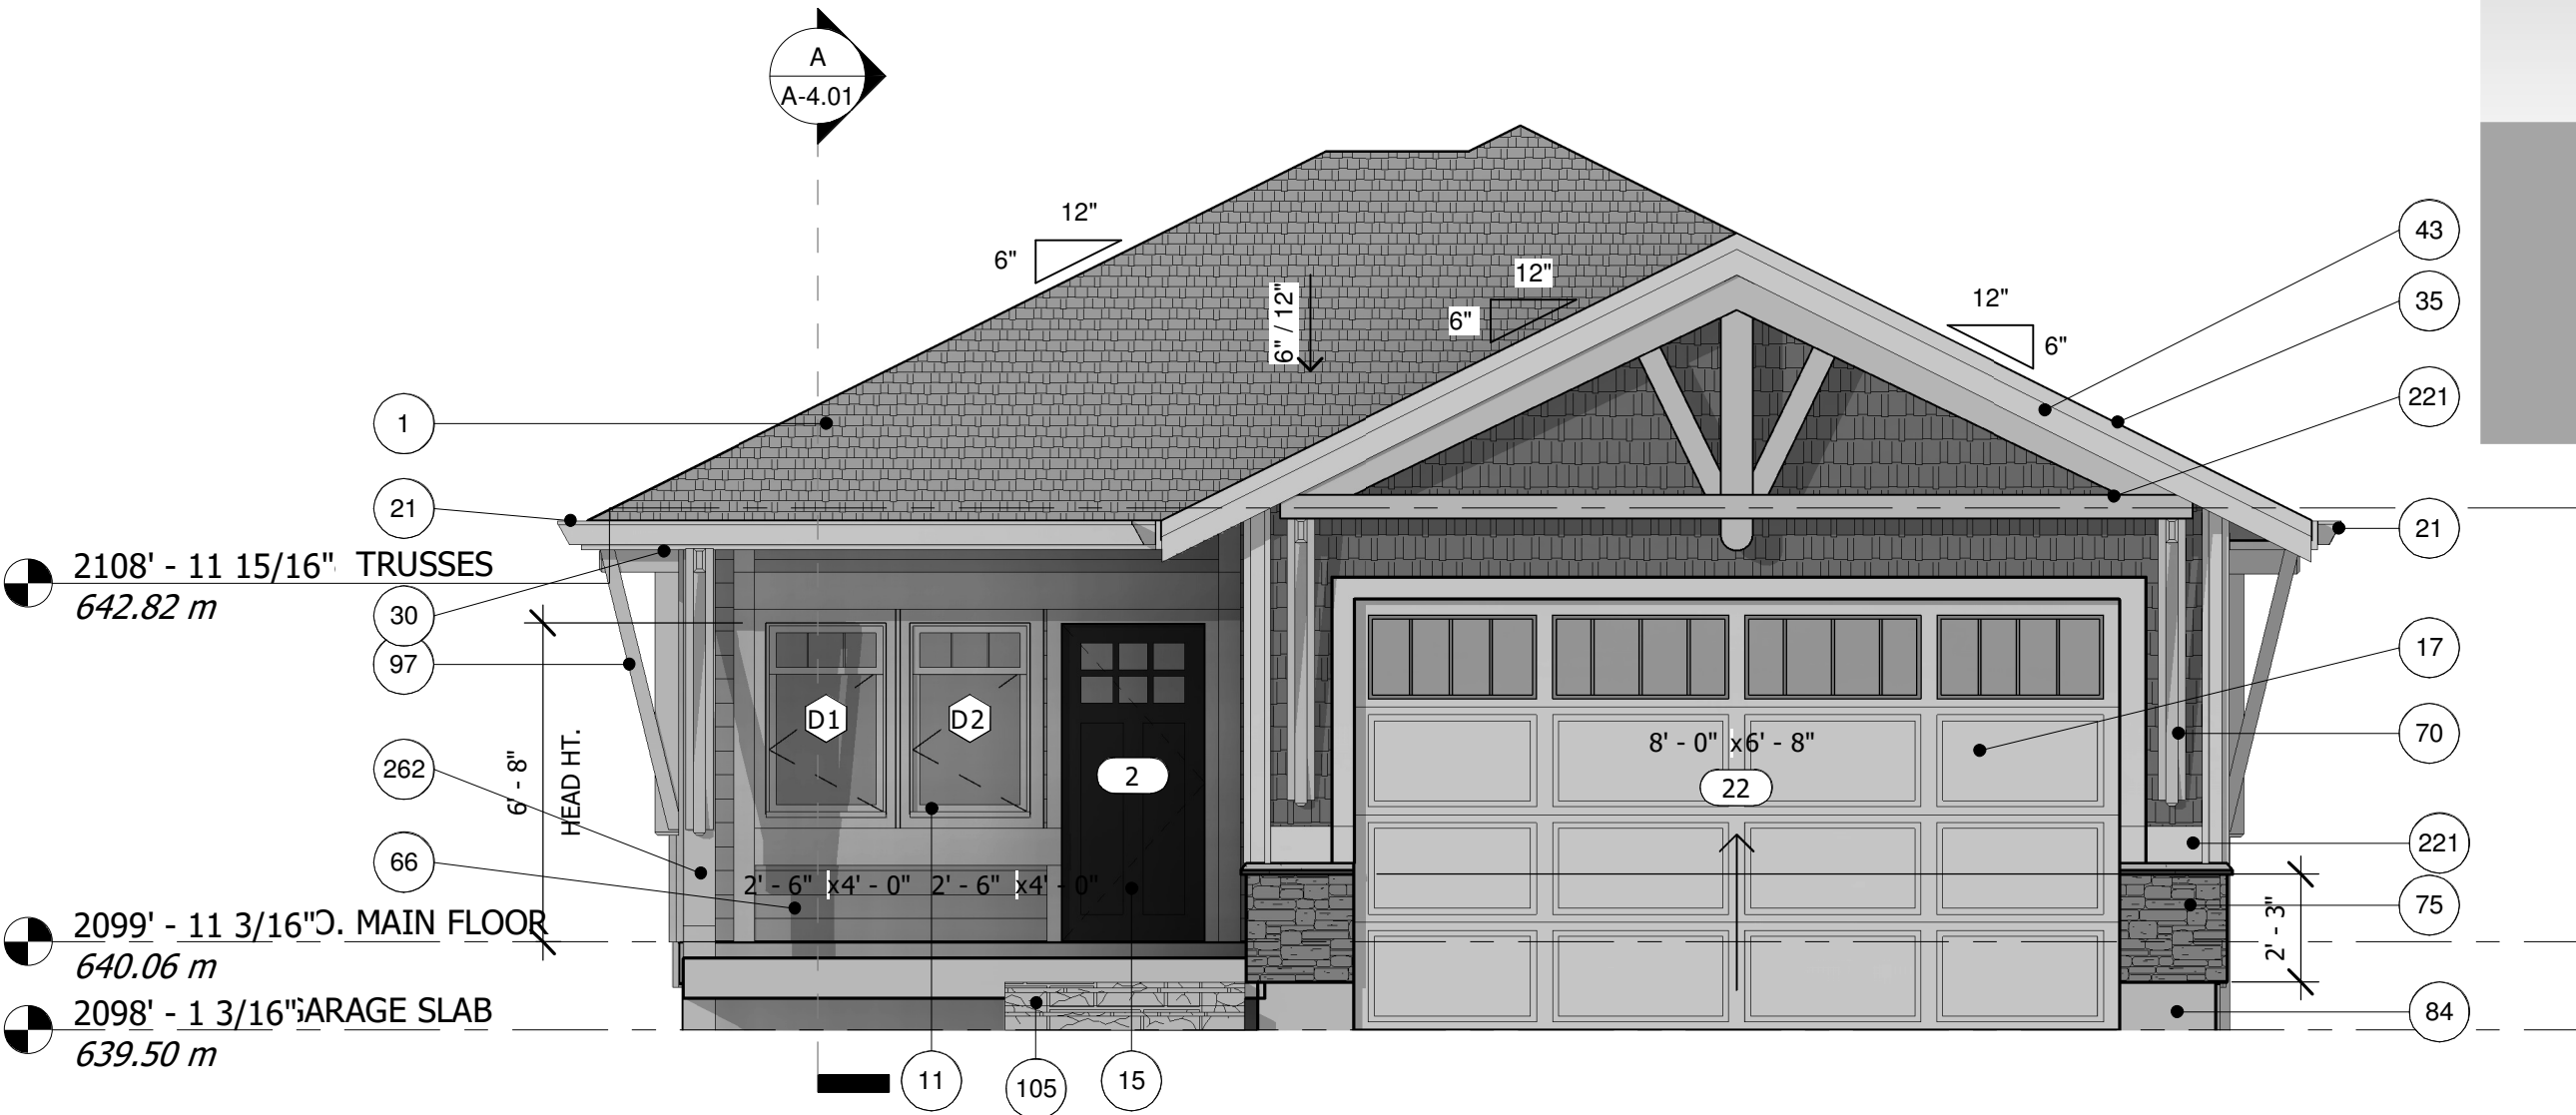 A
A-4.01
12"
6"
6" / 12"
12"
6"
12"
6"
43
35
221
21
17
70
221
75
84
1
21
2108' - 11 15/16" TRUSSES
642.82 m
30
97
262
66
6' - 8"
HEAD HT.
D1
D2
2
8' - 0" x 6' - 8"
22
2' - 6" x 4' - 0" 2' - 6" x 4' - 0"
2' - 3"
2099' - 11 3/16" O. MAIN FLOOR
640.06 m
2098' - 1 3/16" GARAGE SLAB
639.50 m
11
105
15